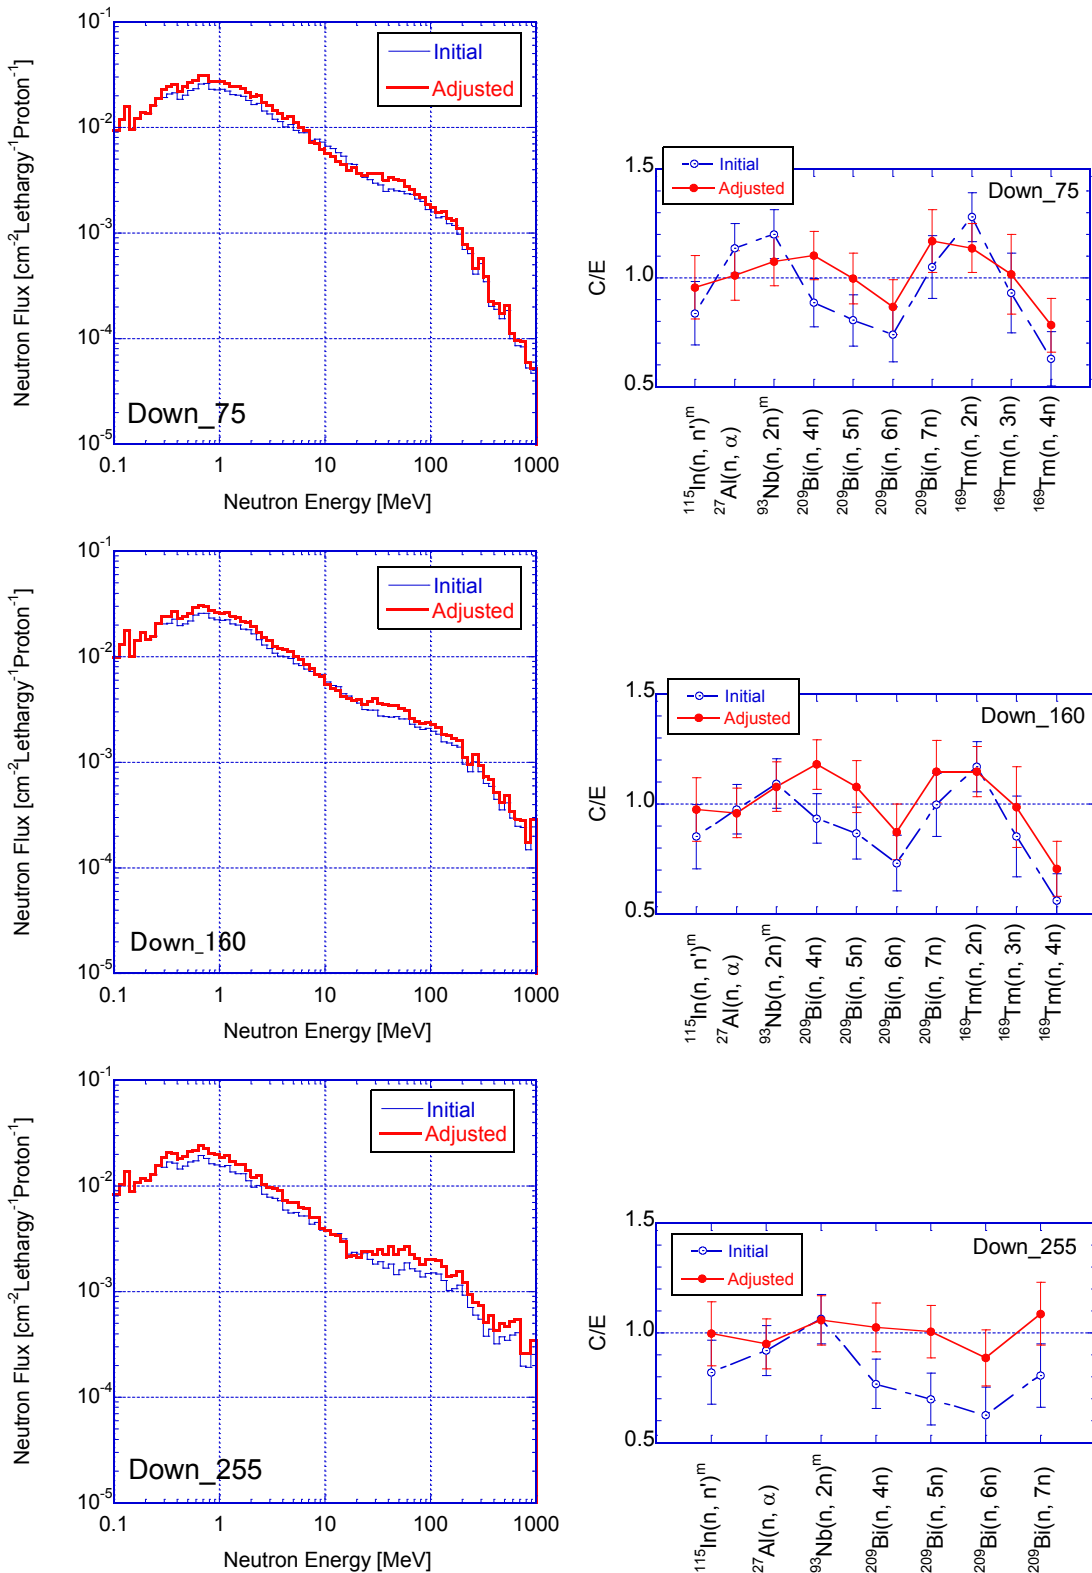 10⁻¹
10⁻²
10⁻³
10⁻⁴
10⁻⁵
Neutron Flux [cm⁻²Lethargy⁻¹Proton⁻¹]
Initial
Adjusted
Down_75
0.1 1 10 100 1000
Neutron Energy [MeV]
1.5
1.0
0.5
C/E
Initial
Adjusted
Down_75
¹¹⁵In(n, n')ᵐ
²⁷Al(n, α)
⁹³Nb(n, 2n)ᵐ
²⁰⁹Bi(n, 4n)
²⁰⁹Bi(n, 5n)
²⁰⁹Bi(n, 6n)
²⁰⁹Bi(n, 7n)
¹⁶⁹Tm(n, 2n)
¹⁶⁹Tm(n, 3n)
¹⁶⁹Tm(n, 4n)
10⁻¹
10⁻²
10⁻³
10⁻⁴
10⁻⁵
Neutron Flux [cm⁻²Lethargy⁻¹Proton⁻¹]
Initial
Adjusted
Down_160
0.1 1 10 100 1000
Neutron Energy [MeV]
1.5
1.0
0.5
C/E
Initial
Adjusted
Down_160
¹¹⁵In(n, n')ᵐ
²⁷Al(n, α)
⁹³Nb(n, 2n)ᵐ
²⁰⁹Bi(n, 4n)
²⁰⁹Bi(n, 5n)
²⁰⁹Bi(n, 6n)
²⁰⁹Bi(n, 7n)
¹⁶⁹Tm(n, 2n)
¹⁶⁹Tm(n, 3n)
¹⁶⁹Tm(n, 4n)
10⁻¹
10⁻²
10⁻³
10⁻⁴
10⁻⁵
Neutron Flux [cm⁻²Lethargy⁻¹Proton⁻¹]
Initial
Adjusted
Down_255
0.1 1 10 100 1000
Neutron Energy [MeV]
1.5
1.0
0.5
C/E
Initial
Adjusted
Down_255
¹¹⁵In(n, n')ᵐ
²⁷Al(n, α)
⁹³Nb(n, 2n)ᵐ
²⁰⁹Bi(n, 4n)
²⁰⁹Bi(n, 5n)
²⁰⁹Bi(n, 6n)
²⁰⁹Bi(n, 7n)